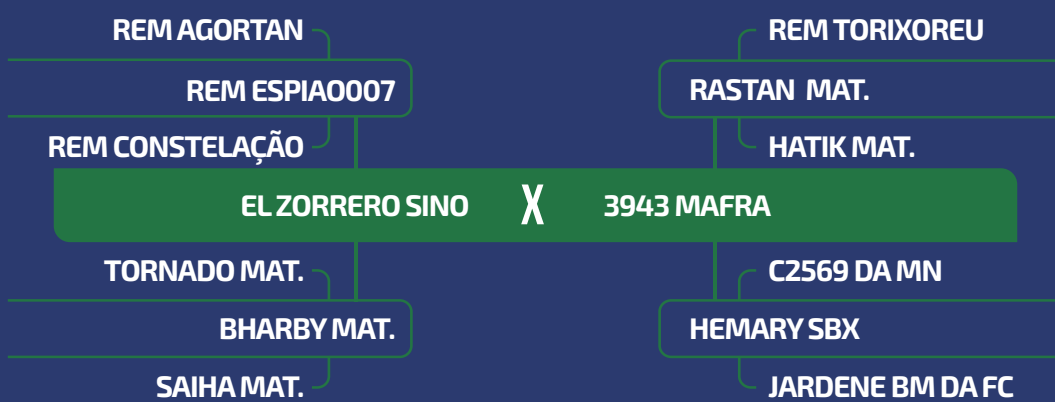 REM AGORTAN
REM TORIXOREU
REM ESPIAO007
RASTAN MAT.
REM CONSTELAÇÃO
HATIK MAT.
EL ZORRERO SINO X 3943 MAFRA
TORNADO MAT.
C2569 DA MN
BHARBY MAT.
HEMARY SBX
SAIHA MAT.
JARDENE BM DA FC